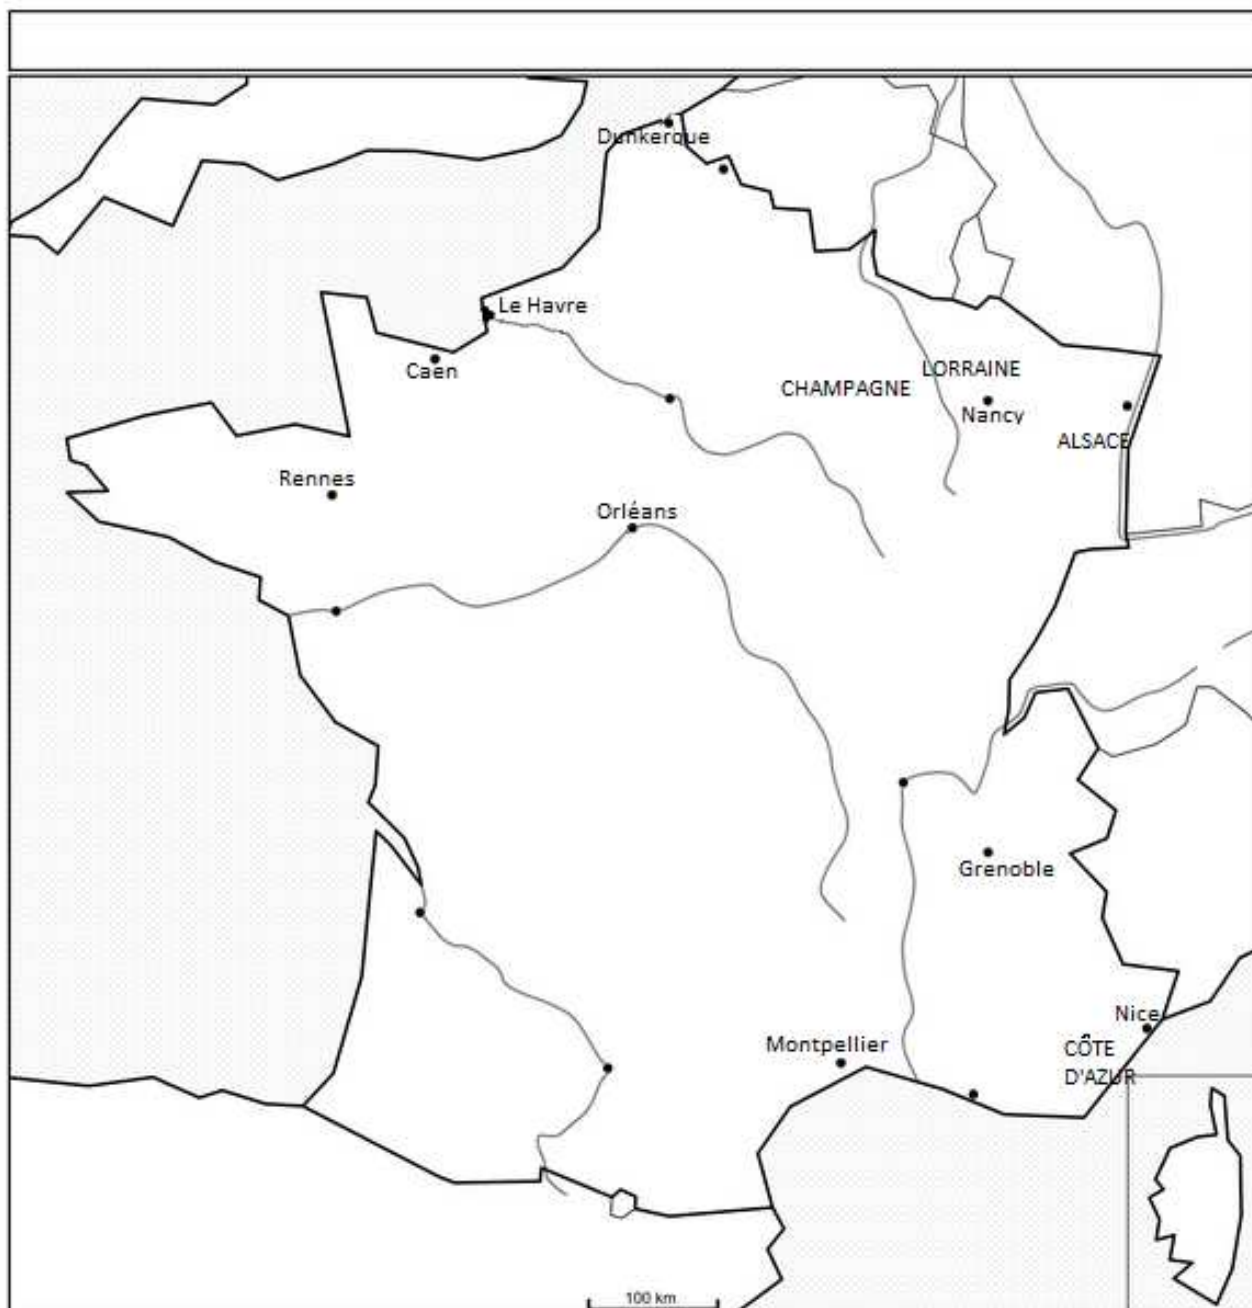 Dunkerque
Le Havre
Caen
LORRAINE
CHAMPAGNE
Nancy
ALSACE
Rennes
Orléans
Grenoble
Nice
Montpellier
CÔTE
D'AZUR
100 km